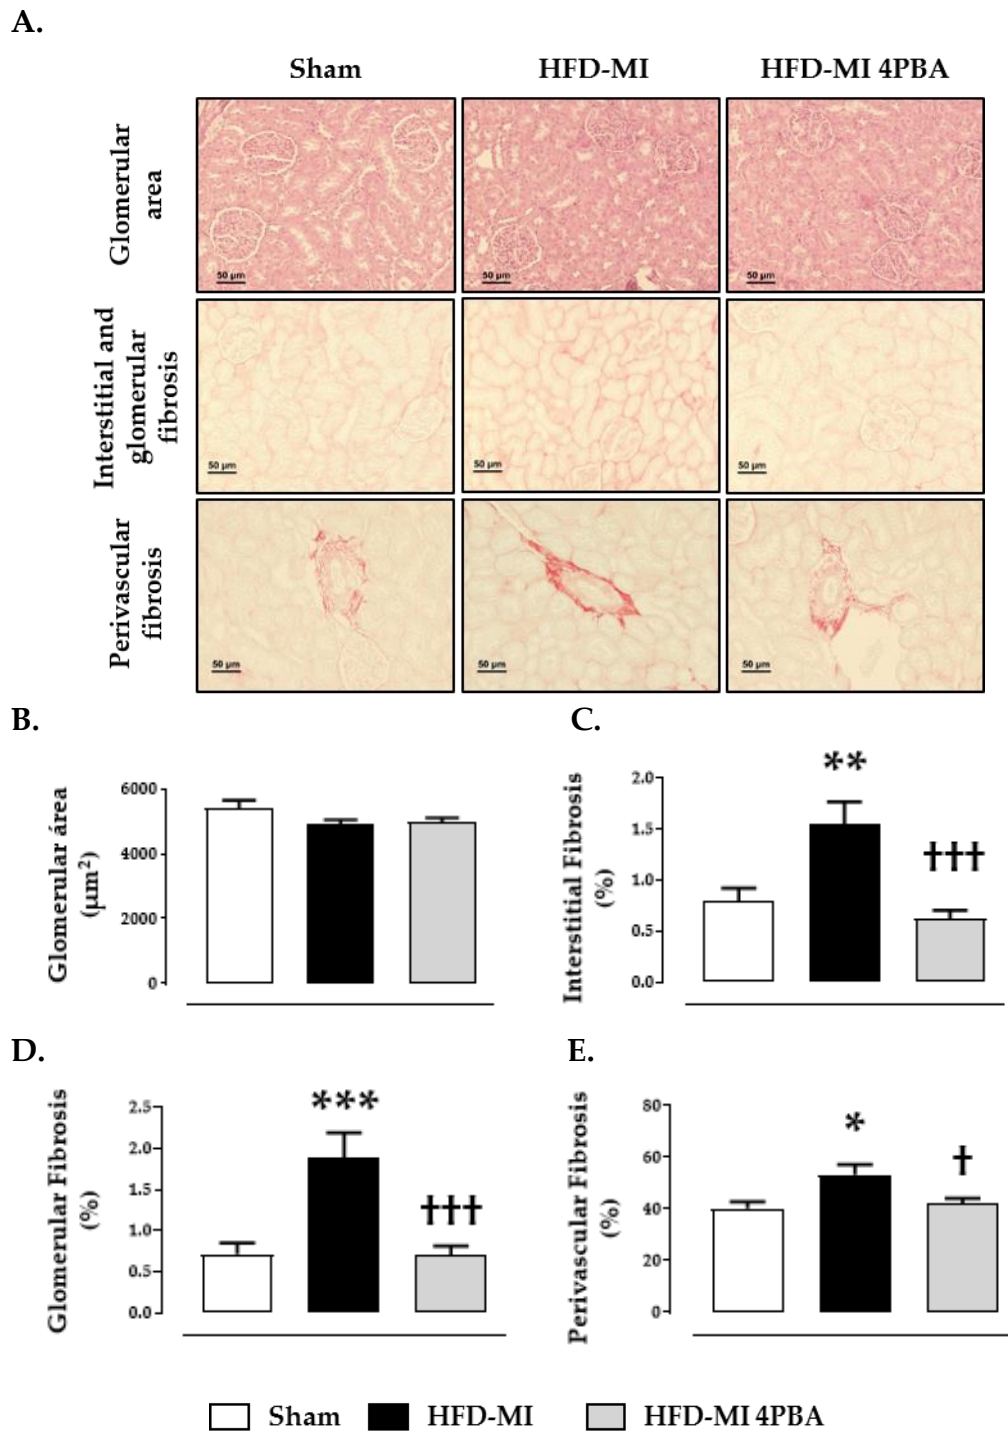 A.
Sham HFD-MI HFD-MI 4PBA
Glomerular
area
50 µm 50 µm 50 µm
Interstitial and
glomerular
fibrosis
50 µm 50 µm 50 µm
Perivascular
fibrosis
50 µm 50 µm 50 µm
B.
Glomerular área
(µm²)
6000
4000
2000
0
C.
Interstitial Fibrosis
(%)
2.0
1.5
1.0
0.5
0.0
**
†††
D.
Glomerular Fibrosis
(%)
2.5
2.0
1.5
1.0
0.5
0.0
***
†††
E.
Perivascular Fibrosis
(%)
80
60
40
20
0
*
†
Sham HFD-MI HFD-MI 4PBA